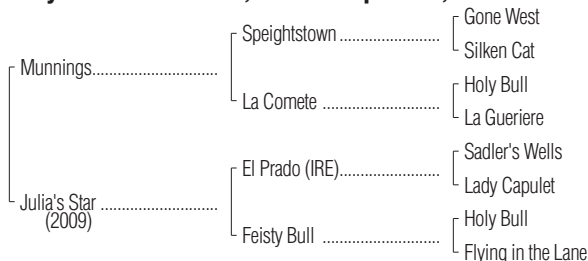 Gone West
Speightstown
Silken Cat
Munnings
Holy Bull
La Comete
La Gueriere
Sadler's Wells
El Prado (IRE)
Lady Capulet
Julia's Star
(2009)
Holy Bull
Feisty Bull
Flying in the Lane